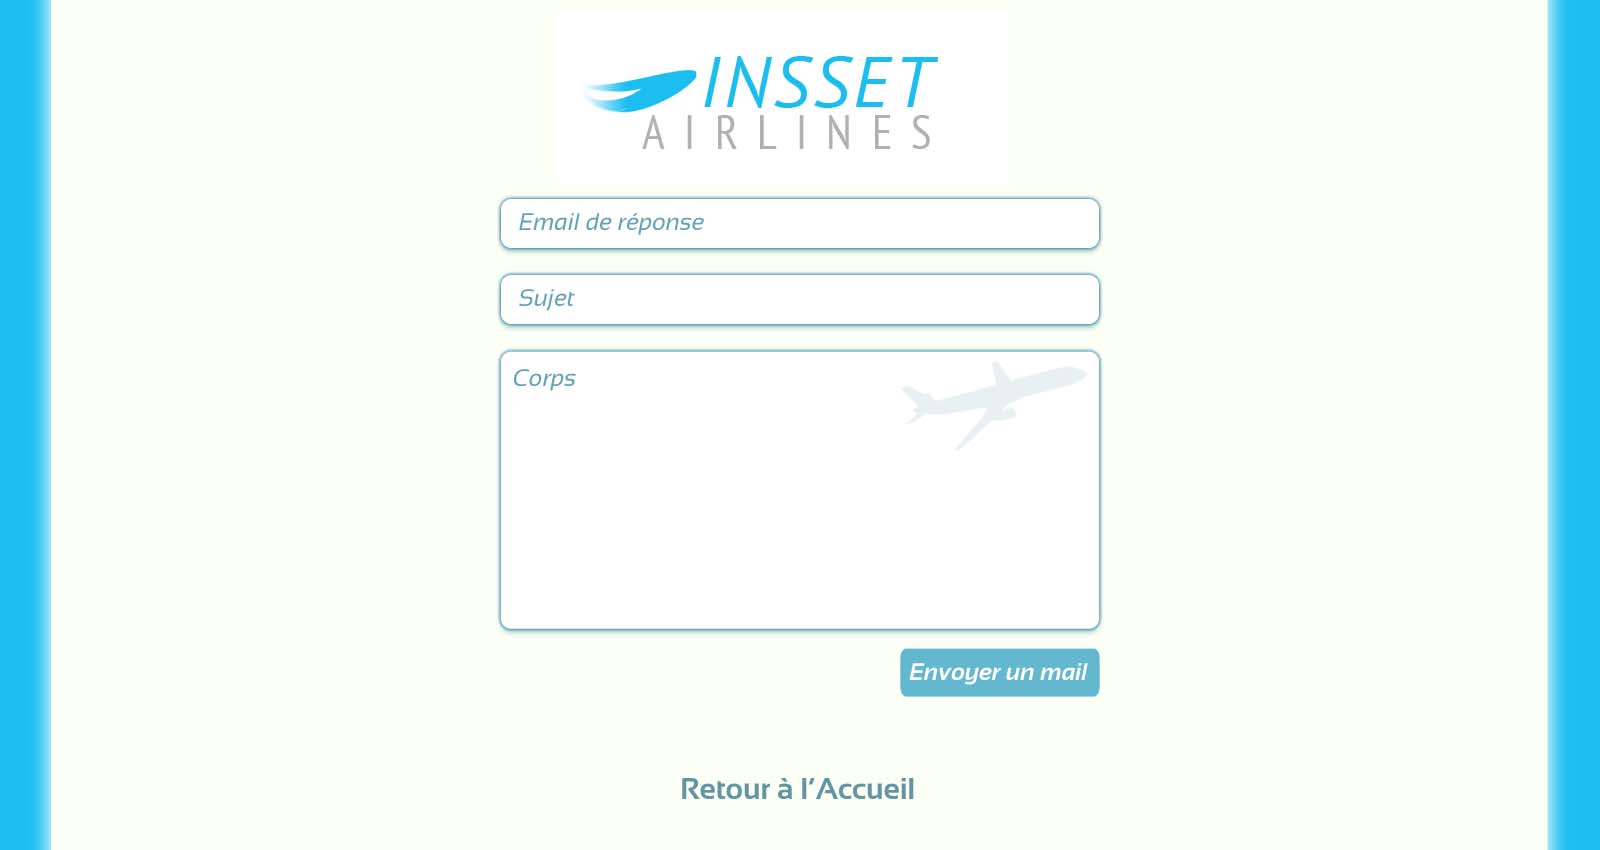 INSSET
AIRLINES
Email de réponse
Sujet
Corps
Envoyer un mail
Retour à l'Accueil